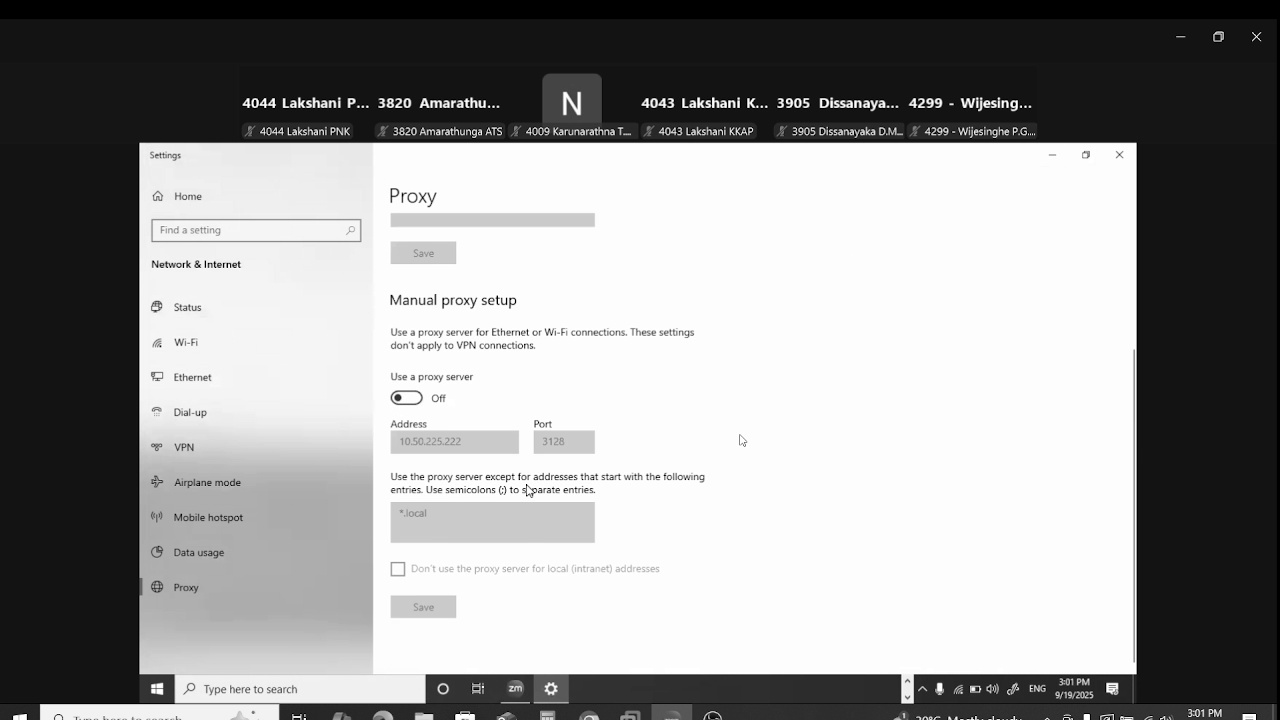 4044 Lakshani P... 3820 Amarathu... N 4043 Lakshani K... 3905 Dissanaya... 4299 - Wijesing...
4044 Lakshani PNK 3820 Amarathunga ATS 4009 Karunarathna T.... 4043 Lakshani KKAP 3905 Dissanayaka D.M... 4299 - Wijesinghe P.G....
Settings
Home
Find a setting
Network & Internet
Status
Wi-Fi
Ethernet
Dial-up
VPN
Airplane mode
Mobile hotspot
Data usage
Proxy
Proxy
Save
Manual proxy setup
Use a proxy server for Ethernet or Wi-Fi connections. These settings
don't apply to VPN connections.
Use a proxy server
Off
Address Port
10.50.225.222 3128
Use the proxy server except for addresses that start with the following
entries. Use semicolons (;) to separate entries.
*.local
Don't use the proxy server for local (intranet) addresses
Save
Type here to search zm ENG 3:01 PM
9/19/2025
Type here to search 3:01 PM